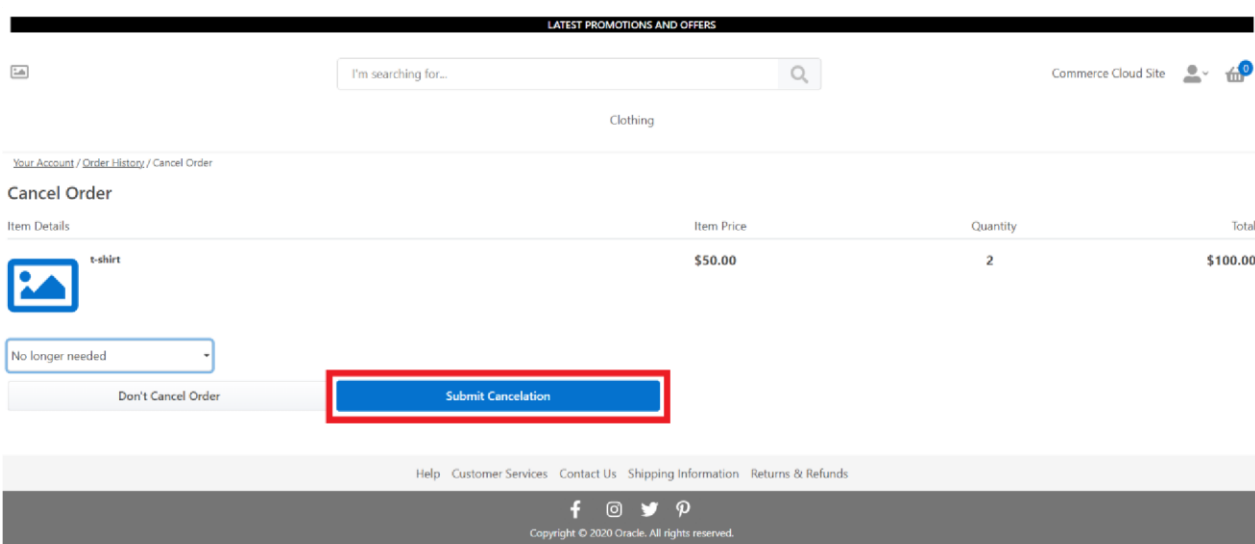 LATEST PROMOTIONS AND OFFERS
I'm searching for...
Commerce Cloud Site
0
Clothing
Your Account / Order History / Cancel Order
Cancel Order
Item Details Item Price Quantity Total
t-shirt $50.00 2 $100.00
No longer needed
Don't Cancel Order Submit Cancelation
Help Customer Services Contact Us Shipping Information Returns & Refunds
Copyright © 2020 Oracle. All rights reserved.